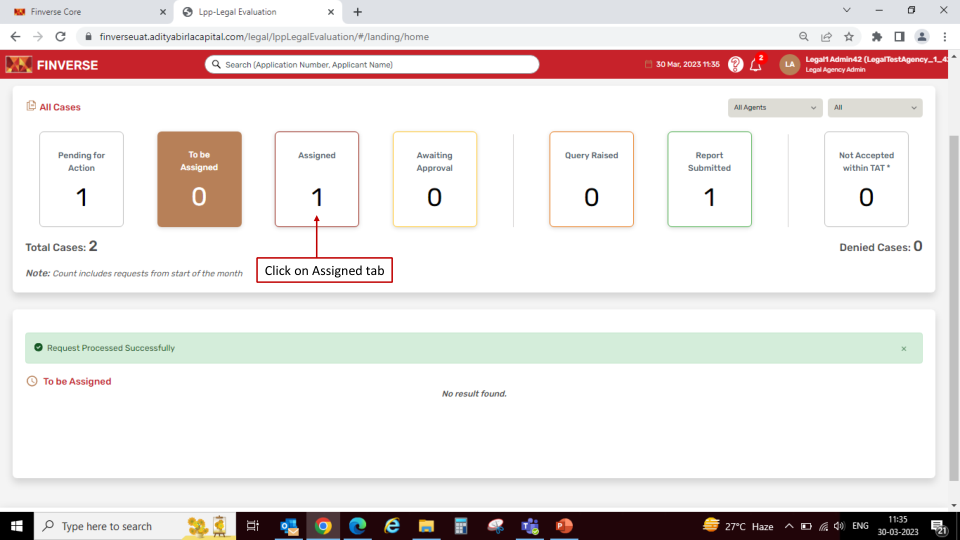 Finverse Core
Lpp-Legal Evaluation
finverseuat.adityabirlacapital.com/legal/lppLegalEvaluation/#/landing/home
FINVERSE
Search (Application Number, Applicant Name)
30 Mar, 2023 11:35
2
LA
Legal1 Admin42 (LegalTestAgency_1_4
Legal Agency Admin
All Cases
All Agents
All
Pending for
Action
1
To be
Assigned
0
Assigned
1
Awaiting
Approval
0
Query Raised
0
Report
Submitted
1
Not Accepted
within TAT *
0
Total Cases: 2
Denied Cases: 0
Note: Count includes requests from start of the month
Click on Assigned tab
Request Processed Successfully
To be Assigned
No result found.
Type here to search
27°C Haze
ENG
11:35
30-03-2023
21